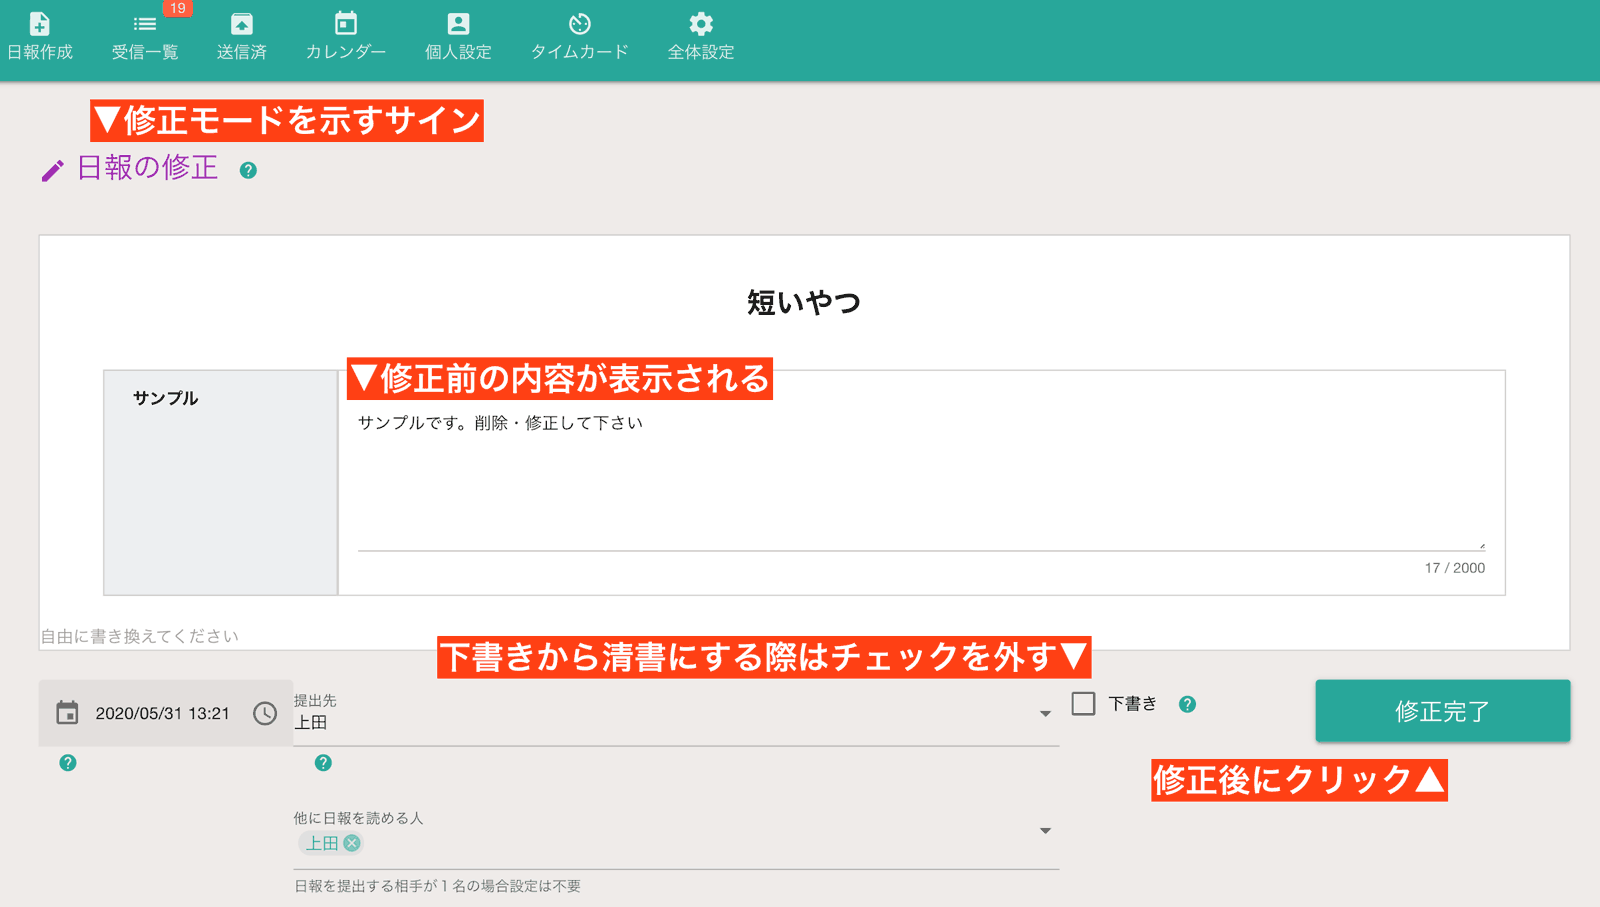 19
日報作成 受信一覧 送信済 カレンダー 個人設定 タイムカード 全体設定
▼修正モードを示すサイン
日報の修正 ?
短いやつ
サンプル
▼修正前の内容が表示される
サンプルです。削除・修正して下さい
17 / 2000
自由に書き換えてください
下書きから清書にする際はチェックを外す▼
2020/05/31 13:21
提出先
上田
下書き ?
修正完了
? ?
修正後にクリック▲
他に日報を読める人
上田
日報を提出する相手が１名の場合設定は不要